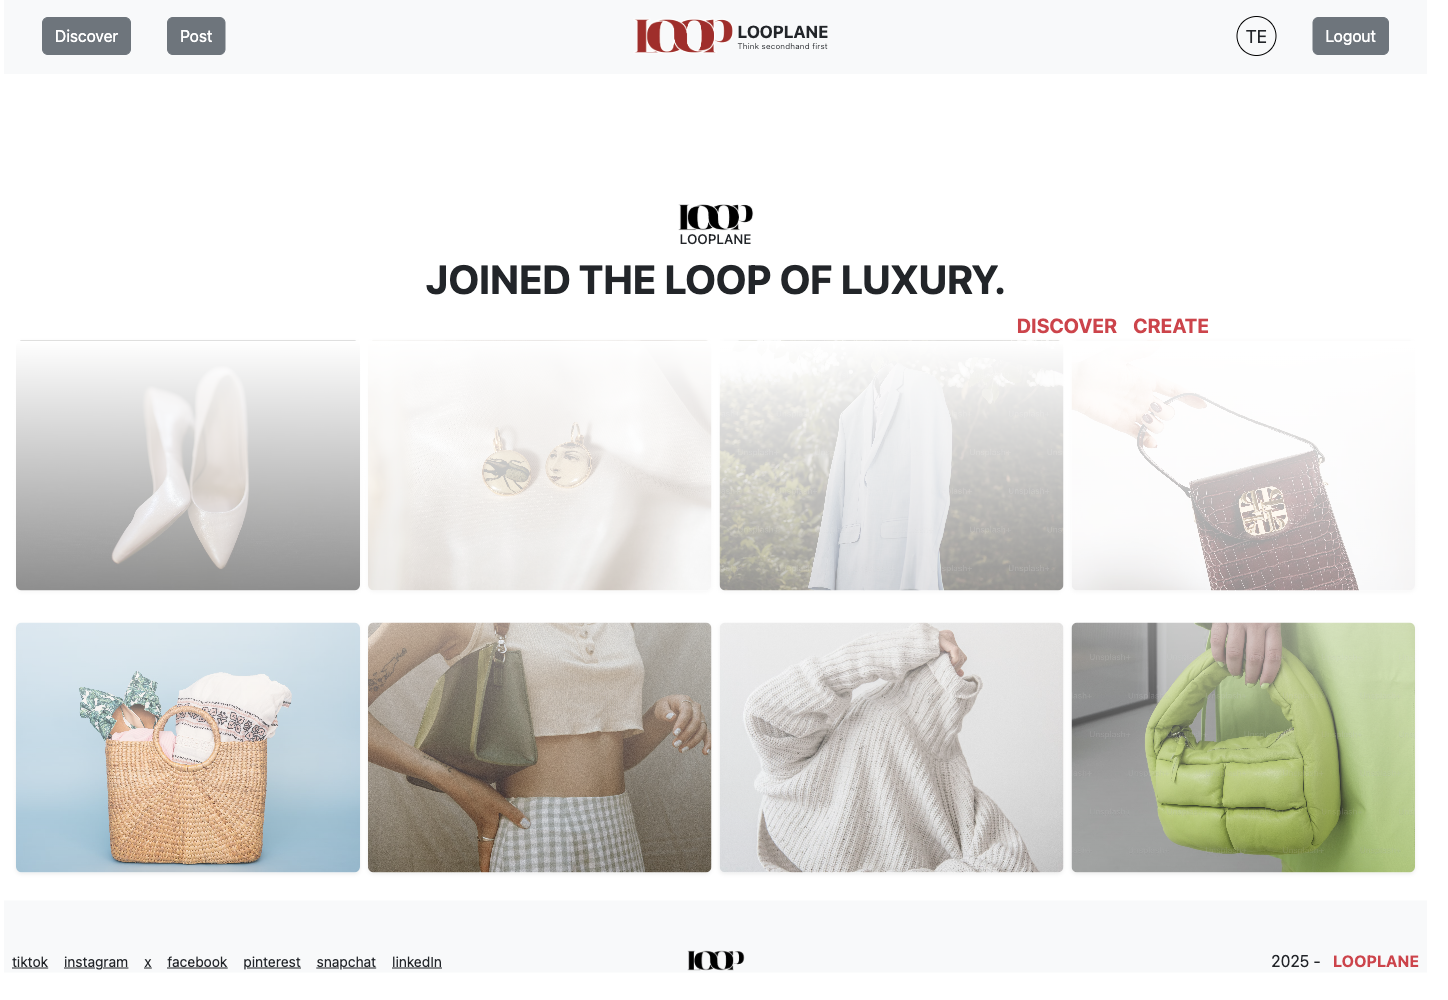 Discover
Post
LOOP LOOPLANE
Think secondhand first
TE
Logout
LOOP
LOOPLANE
JOINED THE LOOP OF LUXURY.
DISCOVER CREATE
tiktok instagram x facebook pinterest snapchat linkedIn
LOOP
2025 - LOOPLANE